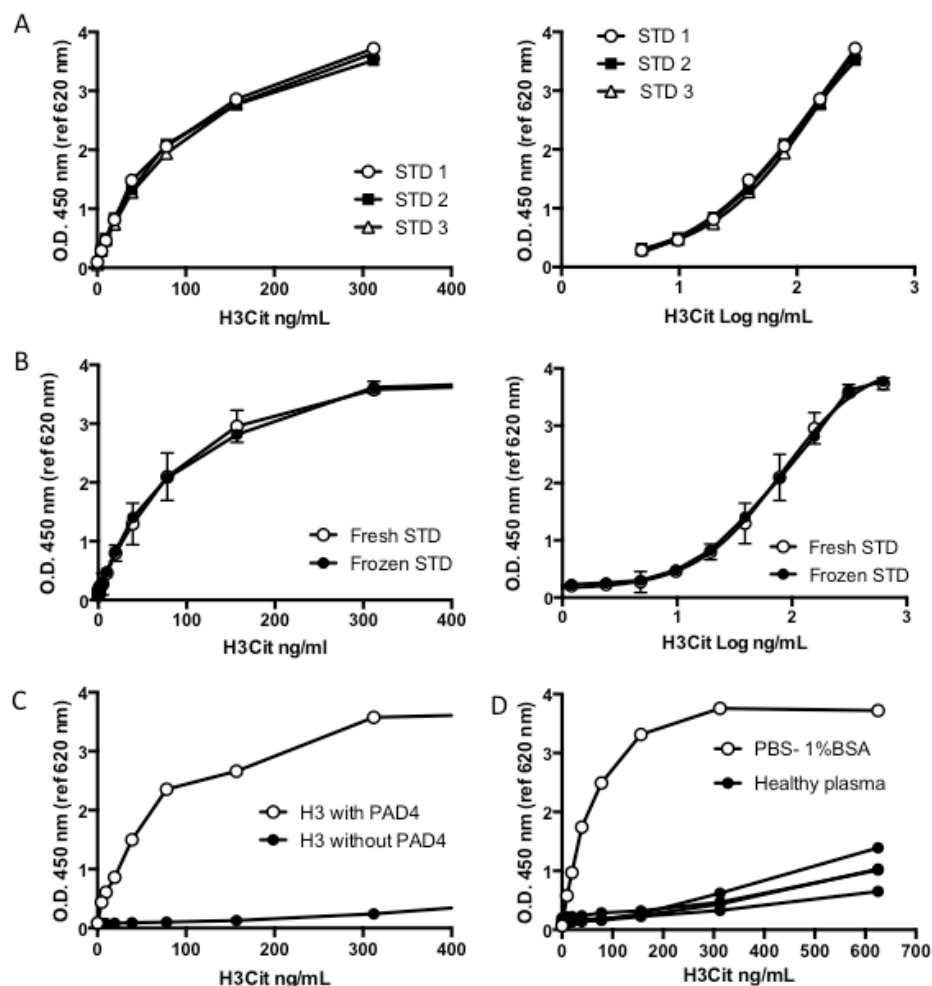 A
O.D. 450 nm (ref 620 nm)
4
3
2
1
0
STD 1
STD 2
STD 3
0 100 200 300 400
H3Cit ng/mL
O.D. 450 nm (ref 620 nm)
4
3
2
1
0
STD 1
STD 2
STD 3
0 1 2 3
H3Cit Log ng/mL
B
O.D. 450 nm (ref 620 nm)
4
3
2
1
0
Fresh STD
Frozen STD
0 100 200 300 400
H3Cit ng/ml
O.D. 450 nm (ref 620 nm)
4
3
2
1
0
Fresh STD
Frozen STD
0 1 2 3
H3Cit Log ng/mL
C
O.D. 450 nm (ref 620 nm)
4
3
2
1
0
H3 with PAD4
H3 without PAD4
0 100 200 300 400
H3Cit ng/mL
D
O.D. 450 nm (ref 620 nm)
4
3
2
1
0
PBS- 1%BSA
Healthy plasma
0 100 200 300 400 500 600 700
H3Cit ng/mL